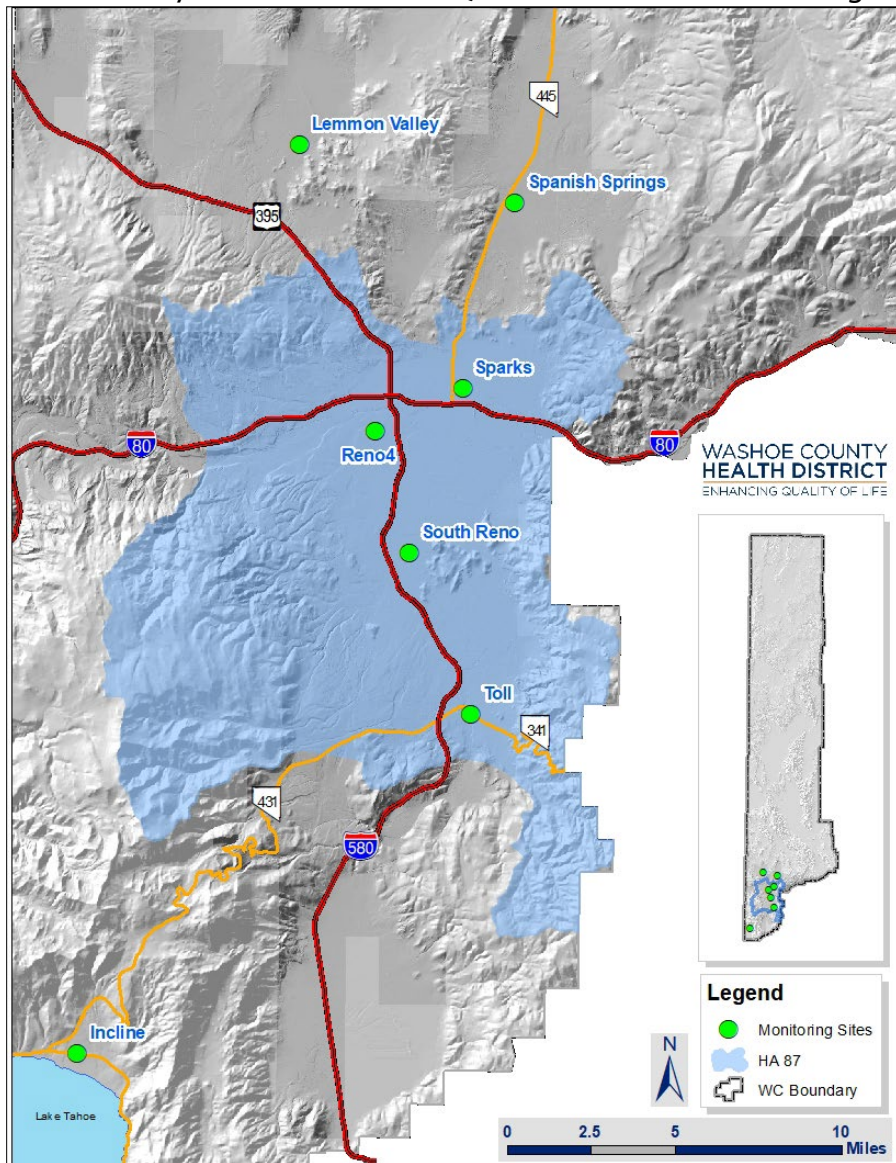 445
Lemmon Valley
Spanish Springs
395
Sparks
80
Reno4
80
WASHOE COUNTY
HEALTH DISTRICT
ENHANCING QUALITY OF LIFE
South Reno
Toll
341
431
580
Incline
Lake Tahoe
Legend
Monitoring Sites
HA 87
WC Boundary
N
0 2.5 5 10
Miles